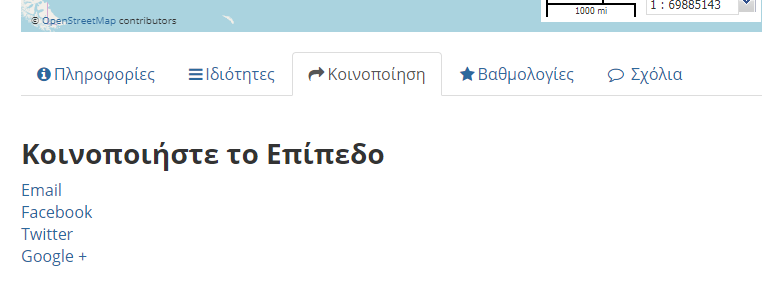 © OpenStreetMap contributors
1000 mi
1 : 69885143
Πληροφορίες Ιδιότητες Κοινοποίηση Βαθμολογίες Σχόλια
Κοινοποιήστε το Επίπεδο
Email
Facebook
Twitter
Google +